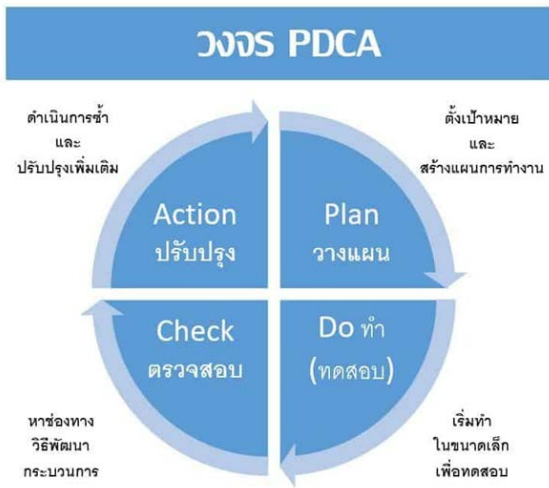 วงจร PDCA
ดำเนินการซ้ำ
และ
ปรับปรุงเพิ่มเติม
ตั้งเป้าหมาย
และ
สร้างแผนการทำงาน
Action
ปรับปรุง
Plan
วางแผน
Check
ตรวจสอบ
Do ทำ
(ทดสอบ)
หาช่องทาง
วิธีพัฒนา
กระบวนการ
เริ่มทำ
ในขนาดเล็ก
เพื่อทดสอบ